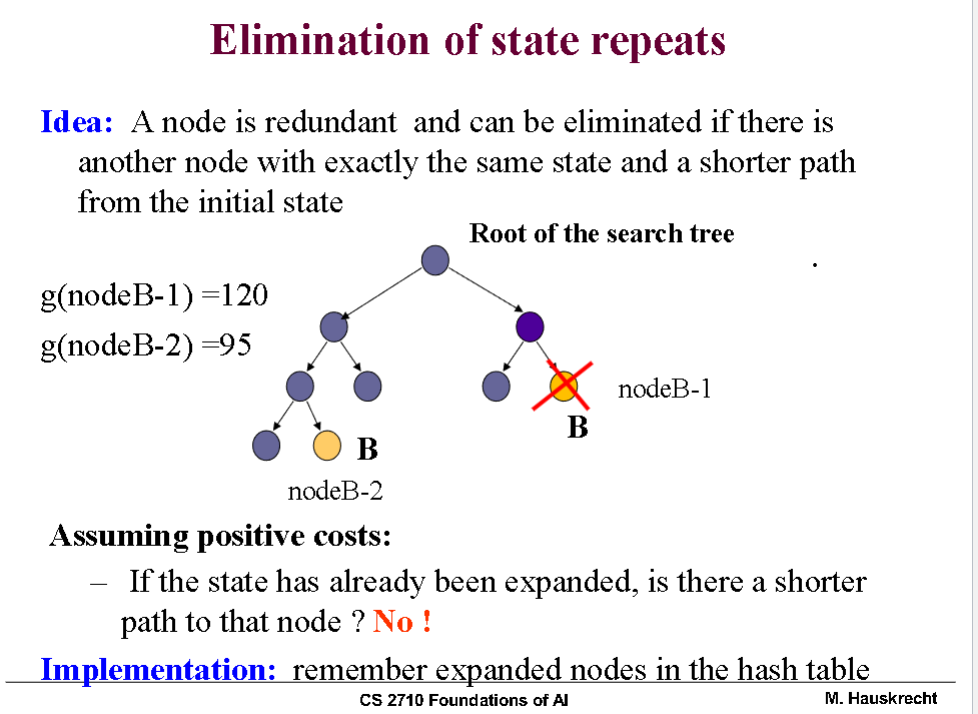 Elimination of state repeats
Idea: A node is redundant and can be eliminated if there is
another node with exactly the same state and a shorter path
from the initial state
Root of the search tree
.
g(nodeB-1) =120
g(nodeB-2) =95
nodeB-1
B
B
nodeB-2
Assuming positive costs:
– If the state has already been expanded, is there a shorter
path to that node ? No !
Implementation: remember expanded nodes in the hash table
CS 2710 Foundations of AI
M. Hauskrecht